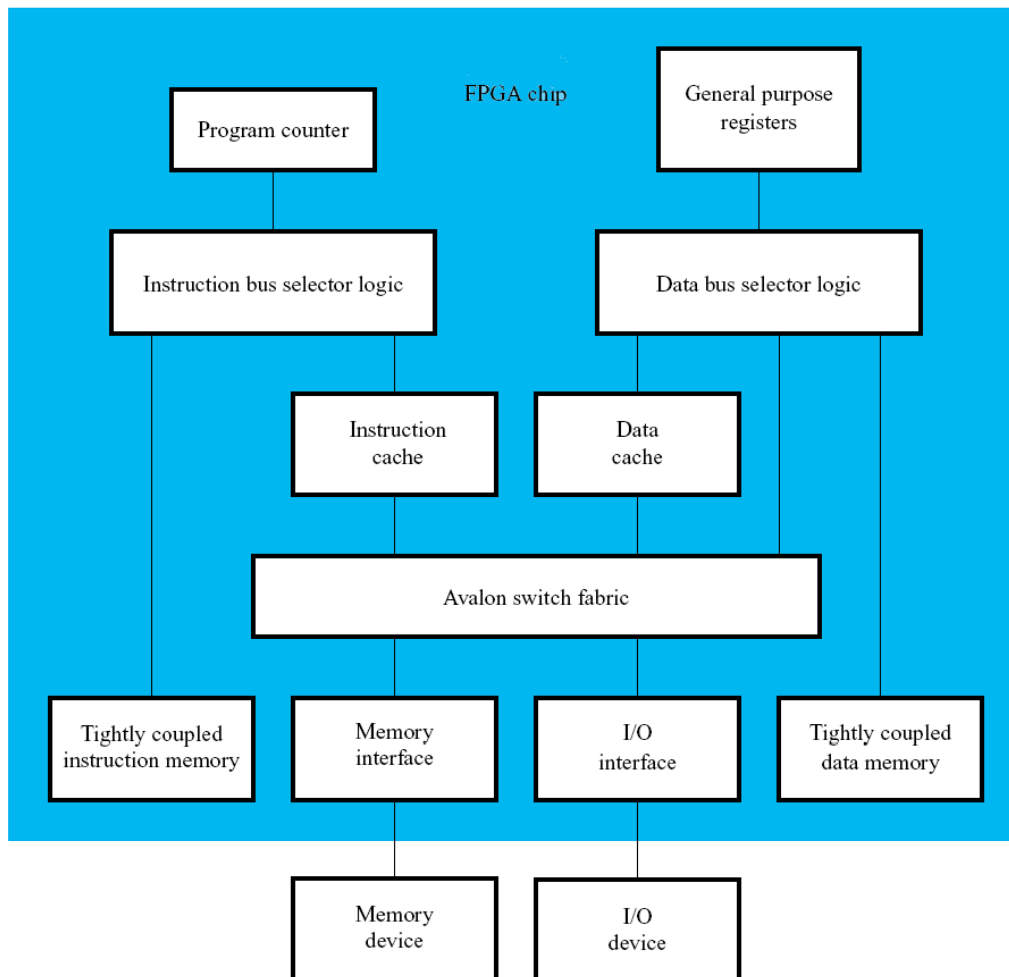 FPGA chip
General purpose
registers
Program counter
Instruction bus selector logic
Data bus selector logic
Instruction
cache
Data
cache
Avalon switch fabric
Tightly coupled
instruction memory
Memory
interface
I/O
interface
Tightly coupled
data memory
Memory
device
I/O
device